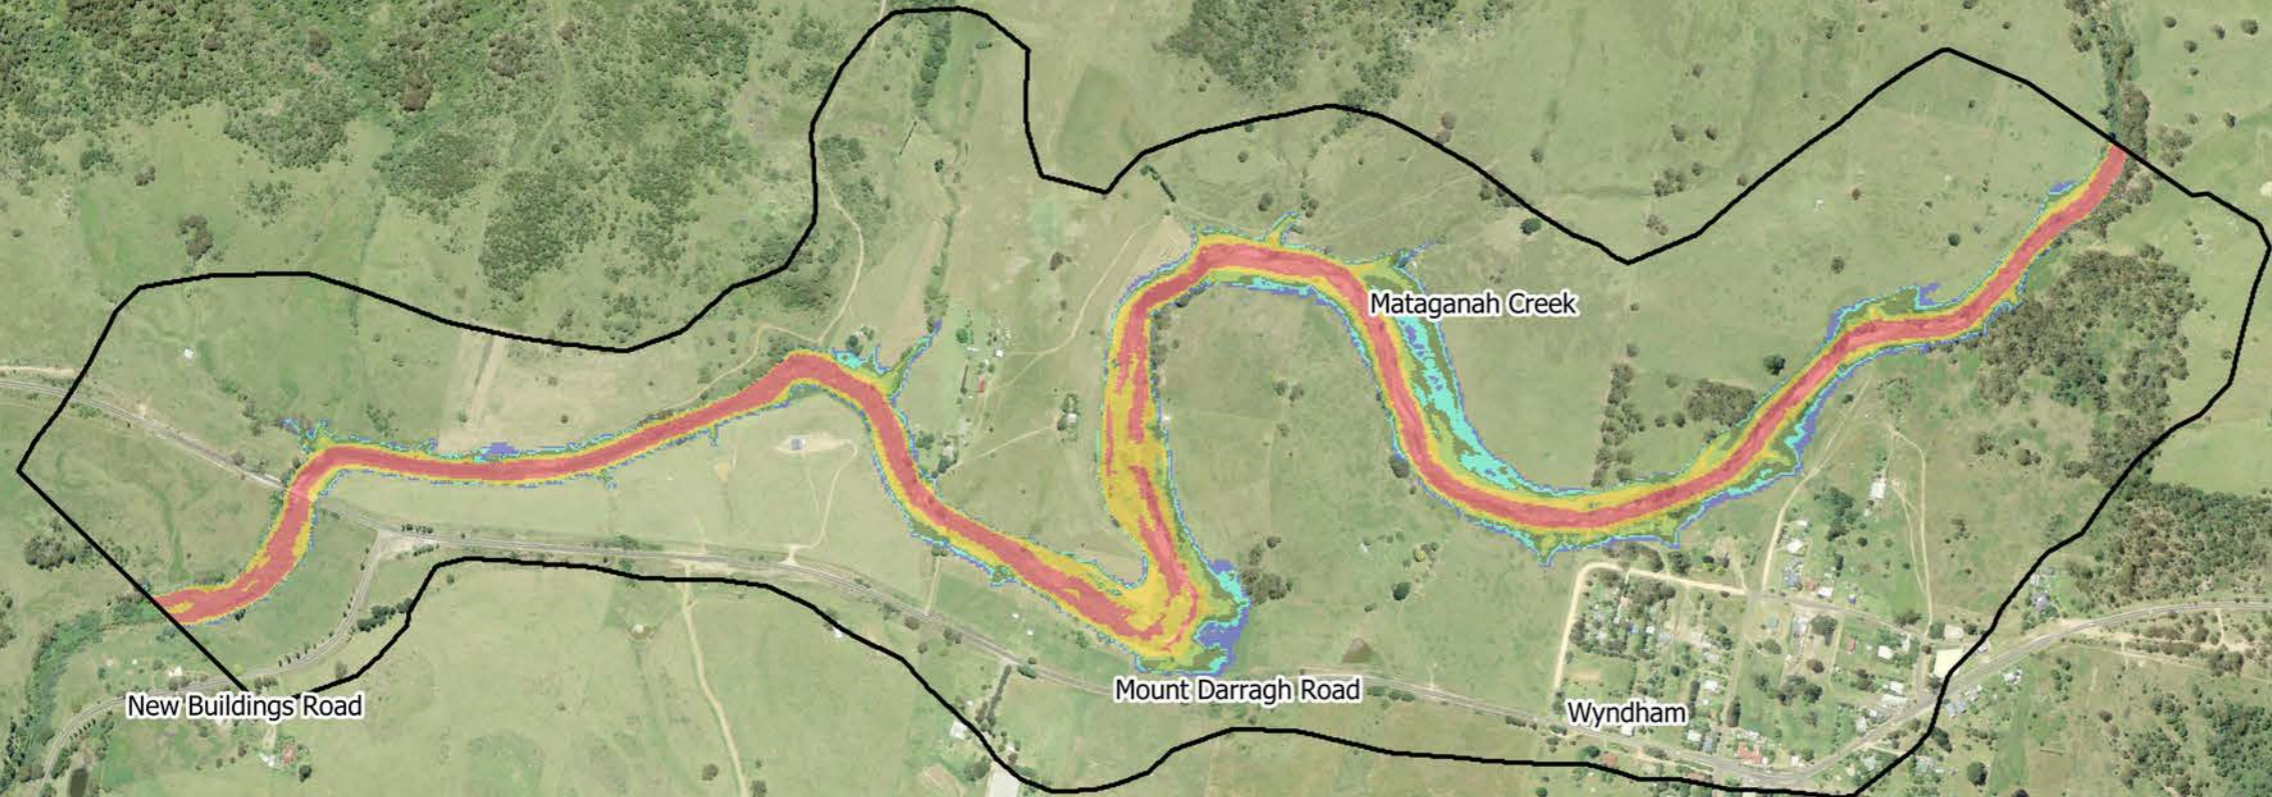 Mataganah Creek
Mount Darragh Road
New Buildings Road
Wyndham